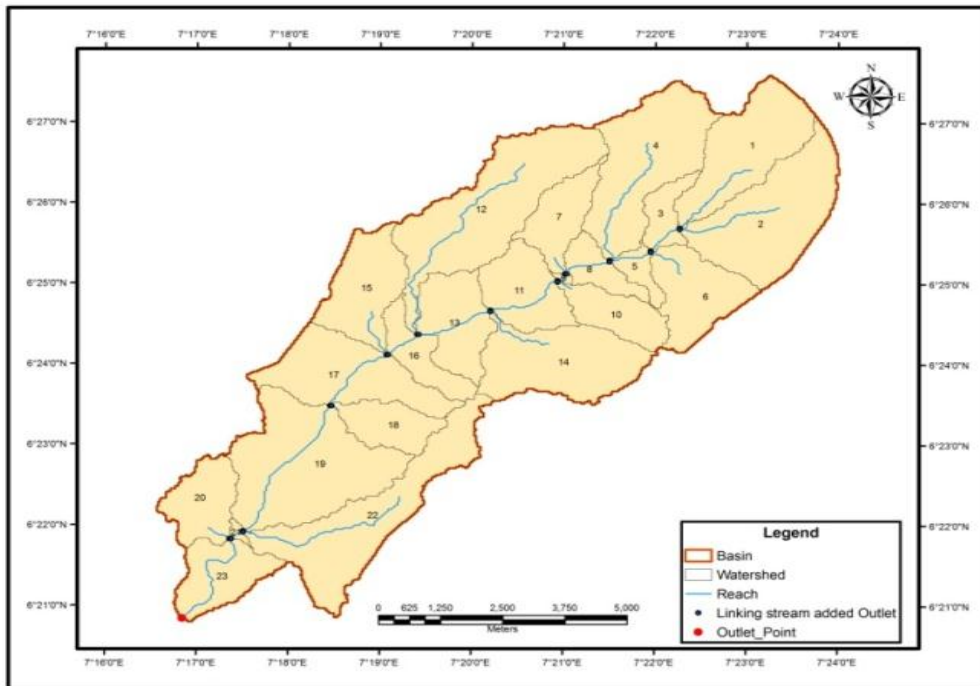 7°16'0"E 7°17'0"E 7°18'0"E 7°19'0"E 7°20'0"E 7°21'0"E 7°22'0"E 7°23'0"E 7°24'0"E
N
W E
S
6°27'0"N 6°27'0"N
4 1
12 3
7 2
6°26'0"N 6°26'0"N
8 5
15 11 6
6°25'0"N 6°25'0"N
13 10
16 14
6°24'0"N 6°24'0"N
17
18
6°23'0"N 6°23'0"N
19
20
22
6°22'0"N 6°22'0"N
23
6°21'0"N 6°21'0"N
Legend
Basin
Watershed
Reach
Linking stream added Outlet
Outlet_Point
0 625 1,250 2,500 3,750 5,000
Meters
7°16'0"E 7°17'0"E 7°18'0"E 7°19'0"E 7°20'0"E 7°21'0"E 7°22'0"E 7°23'0"E 7°24'0"E